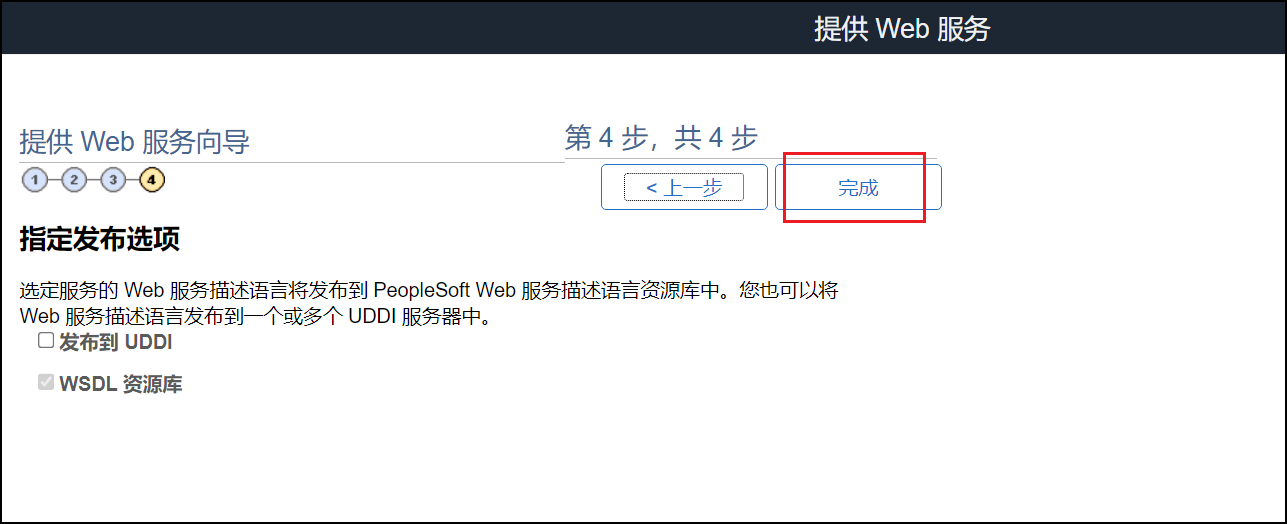 提供 Web 服务
提供 Web 服务向导
第 4 步，共 4 步
1 2 3 4
< 上一步
完成
指定发布选项
选定服务的 Web 服务描述语言将发布到 PeopleSoft Web 服务描述语言资源库中。您也可以将
Web 服务描述语言发布到一个或多个 UDDI 服务器中。
发布到 UDDI
WSDL 资源库